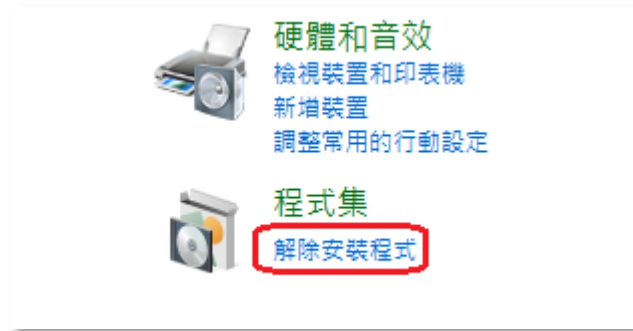 硬體和音效
檢視裝置和印表機
新增裝置
調整常用的行動設定
程式集
解除安裝程式